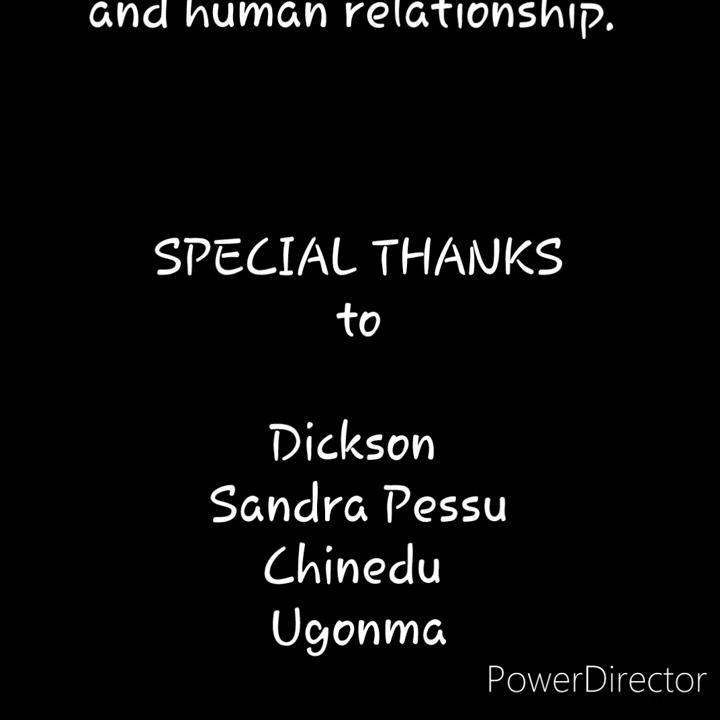 and human relationship.
SPECIAL THANKS
to
Dickson
Sandra Pessu
Chinedu
Ugonma
PowerDirector